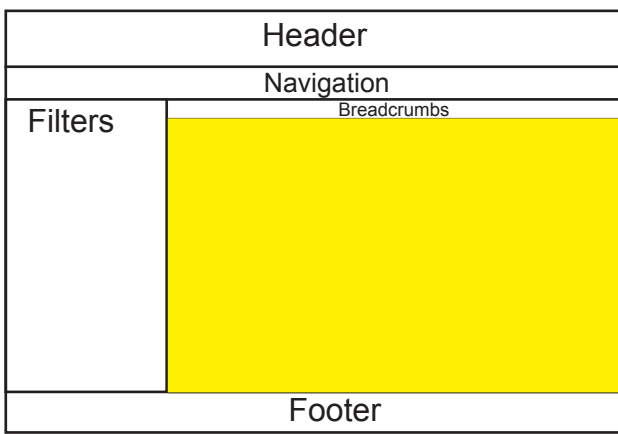 Header
Navigation
Filters
Breadcrumbs
Footer